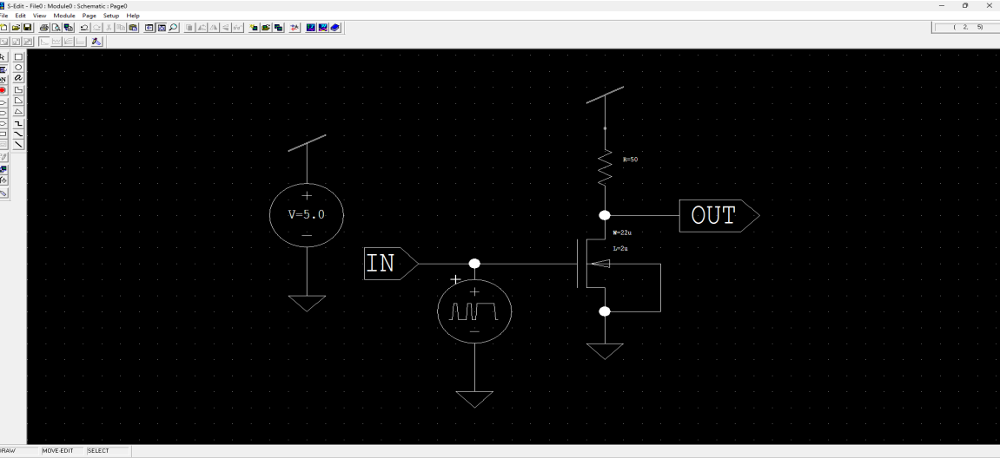 S-Edit - File0 : Module0 : Schematic : Page0
File Edit View Module Page Setup Help
( 2, 5)
R=50
V=5.0
OUT
W=22u
L=2u
IN
DRAW MOVE-EDIT SELECT